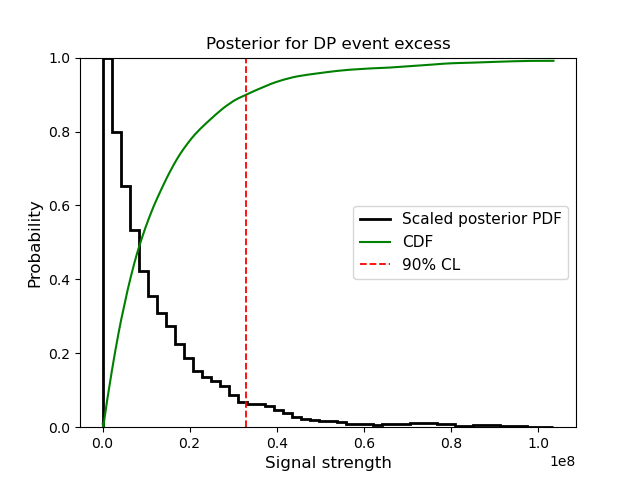 Posterior for DP event excess
1.0
0.8
0.6
0.4
0.2
0.0
Probability
Scaled posterior PDF
CDF
90% CL
0.0 0.2 0.4 0.6 0.8 1.0
1e8
Signal strength